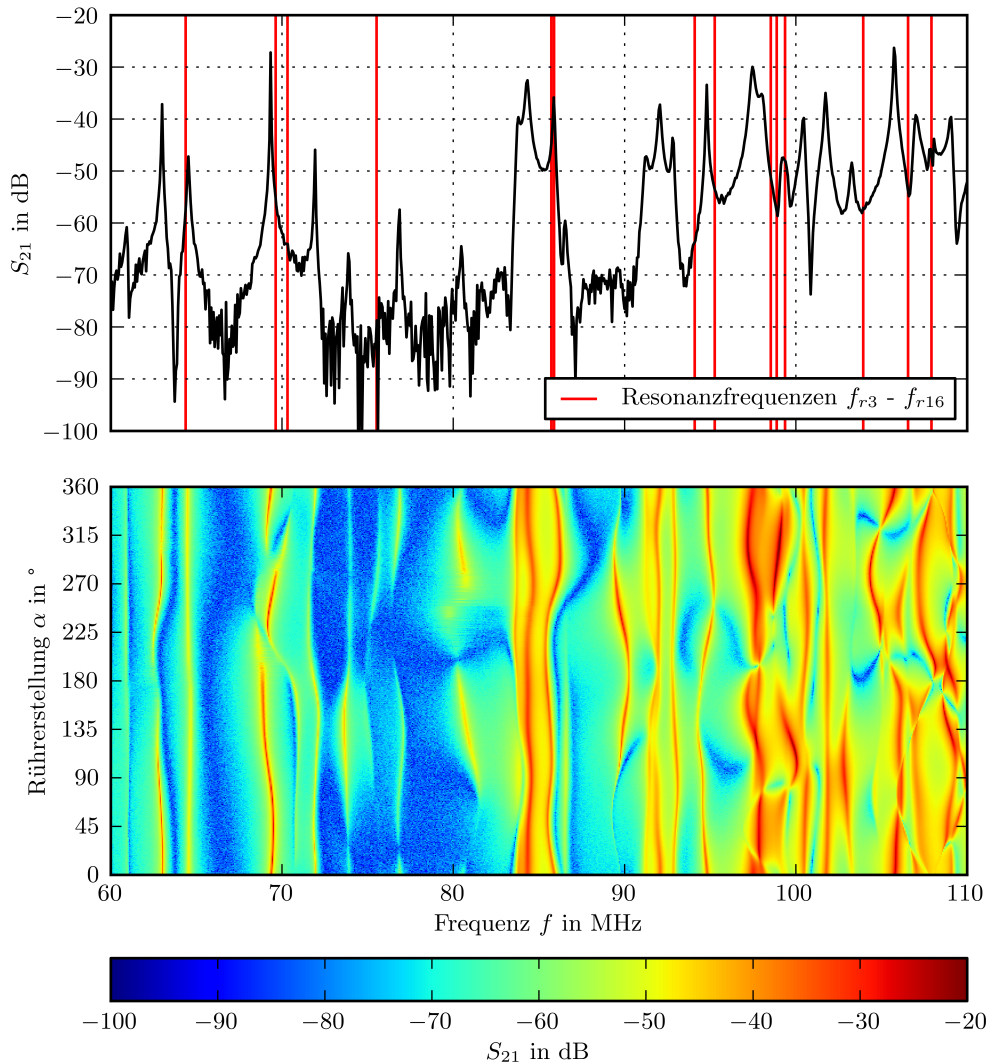 −20
−30
−40
−50
−60
−70
−80
−90
−100
S21 in dB
Resonanzfrequenzen fr3 - fr16
360
315
270
225
180
135
90
45
0
Rührerstellung α in °
60 70 80 90 100 110
Frequenz f in MHz
−100 −90 −80 −70 −60 −50 −40 −30 −20
S21 in dB